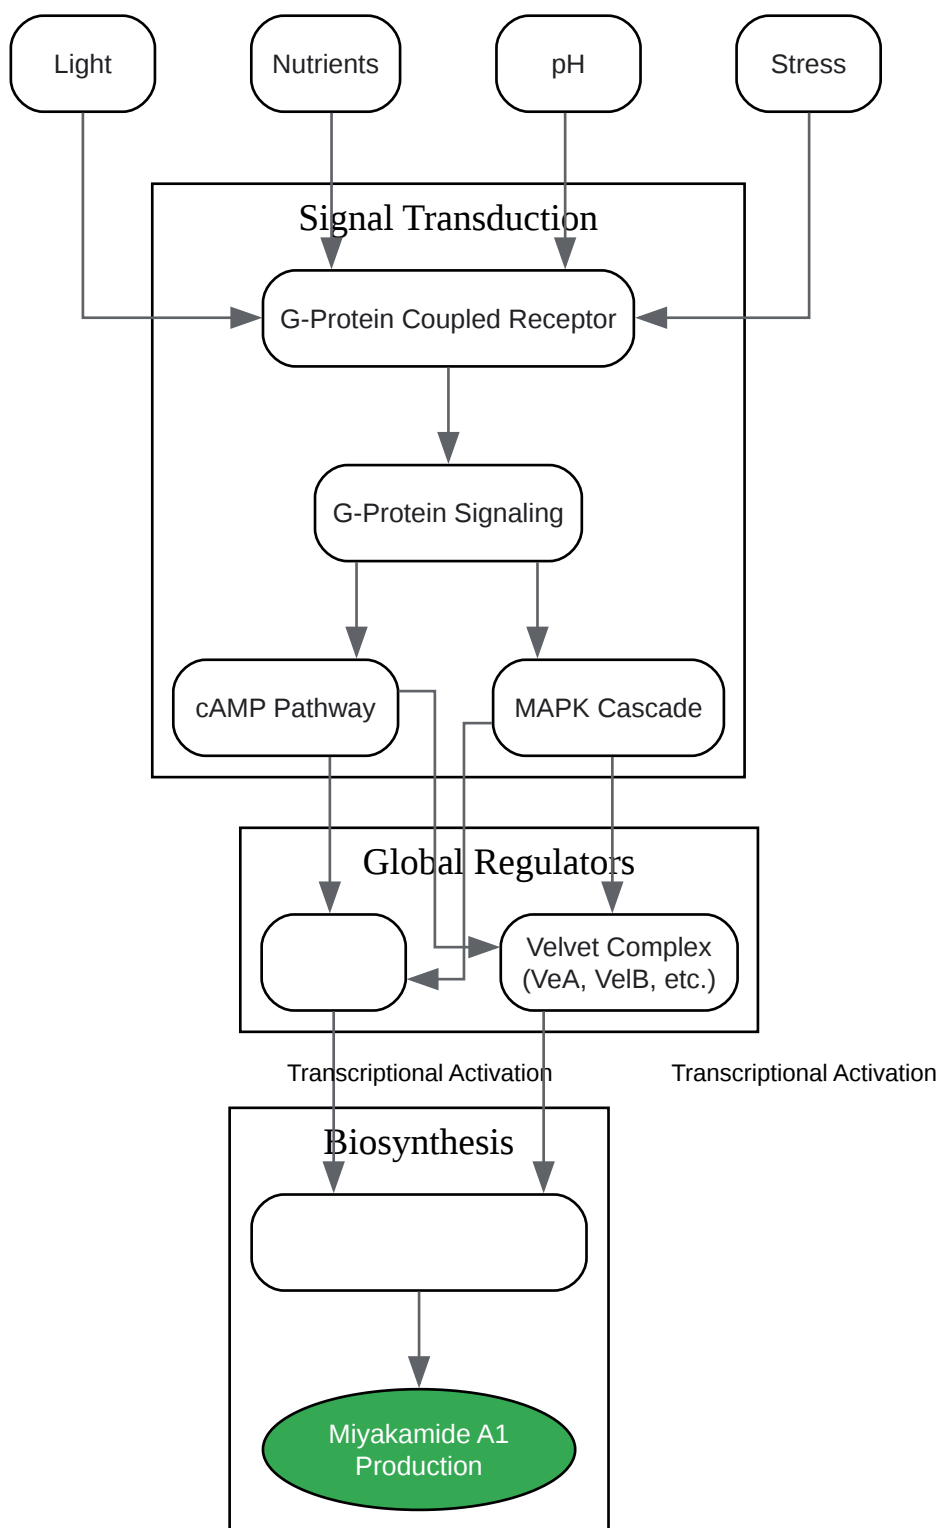 Light
Nutrients
pH
Stress
Signal Transduction
G-Protein Coupled Receptor
G-Protein Signaling
cAMP Pathway
MAPK Cascade
Global Regulators
Velvet Complex
(VeA, VelB, etc.)
Transcriptional Activation
Transcriptional Activation
Biosynthesis
Miyakamide A1
Production